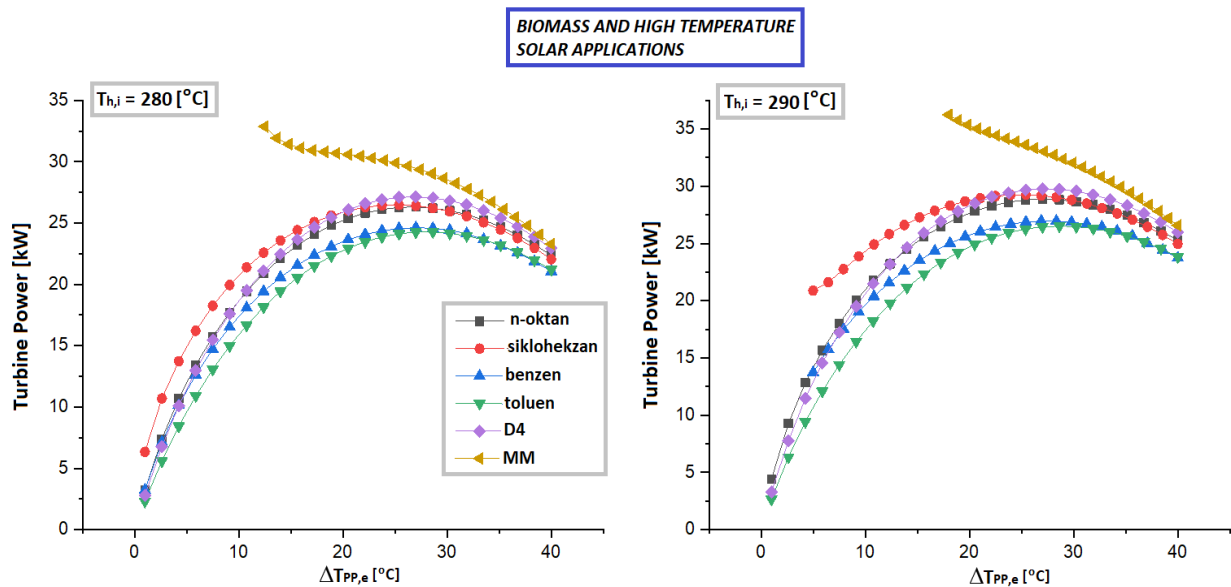 BIOMASS AND HIGH TEMPERATURE
SOLAR APPLICATIONS
Th,i = 280 [°C]
Turbine Power [kW]
35
30
25
20
15
10
5
0
0
10
20
30
40
ΔTPP,e [°C]
n-oktan
siklohekzan
benzen
toluen
D4
MM
Th,i = 290 [°C]
Turbine Power [kW]
35
30
25
20
15
10
5
0
0
10
20
30
40
ΔTPP,e [°C]